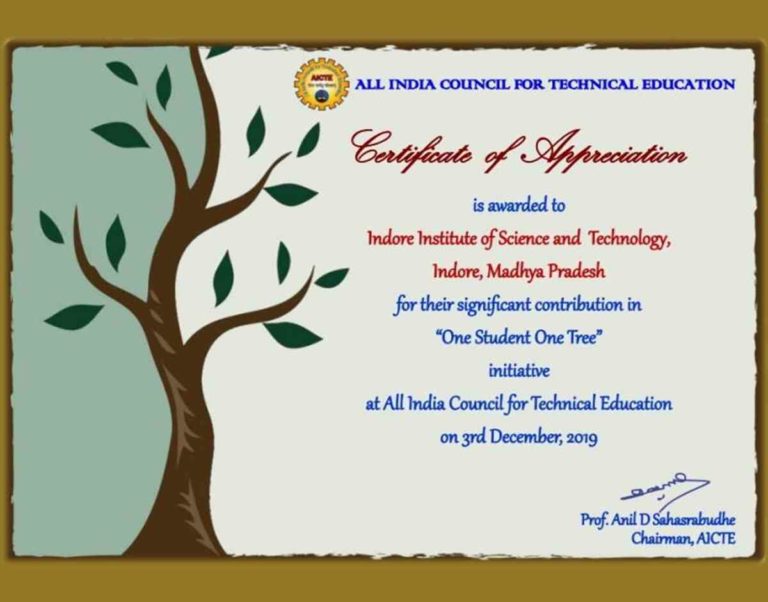 AICTE
ALL INDIA COUNCIL FOR TECHNICAL EDUCATION
Certificate of Appreciation
is awarded to
Indore Institute of Science and Technology,
Indore, Madhya Pradesh
for their significant contribution in
“One Student One Tree”
initiative
at All India Council for Technical Education
on 3rd December, 2019
Prof. Anil D Sahasrabudhe
Chairman, AICTE